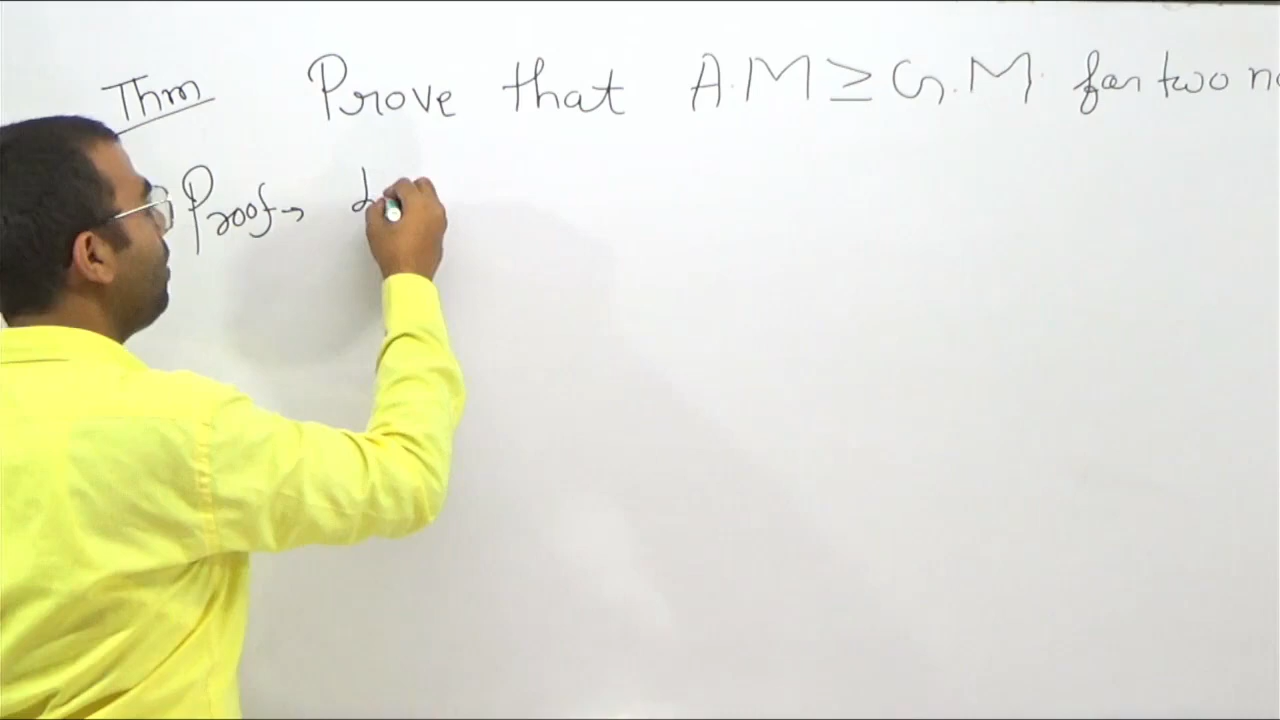 Thm Prove that A.M ≥ G.M. for two
Proof→